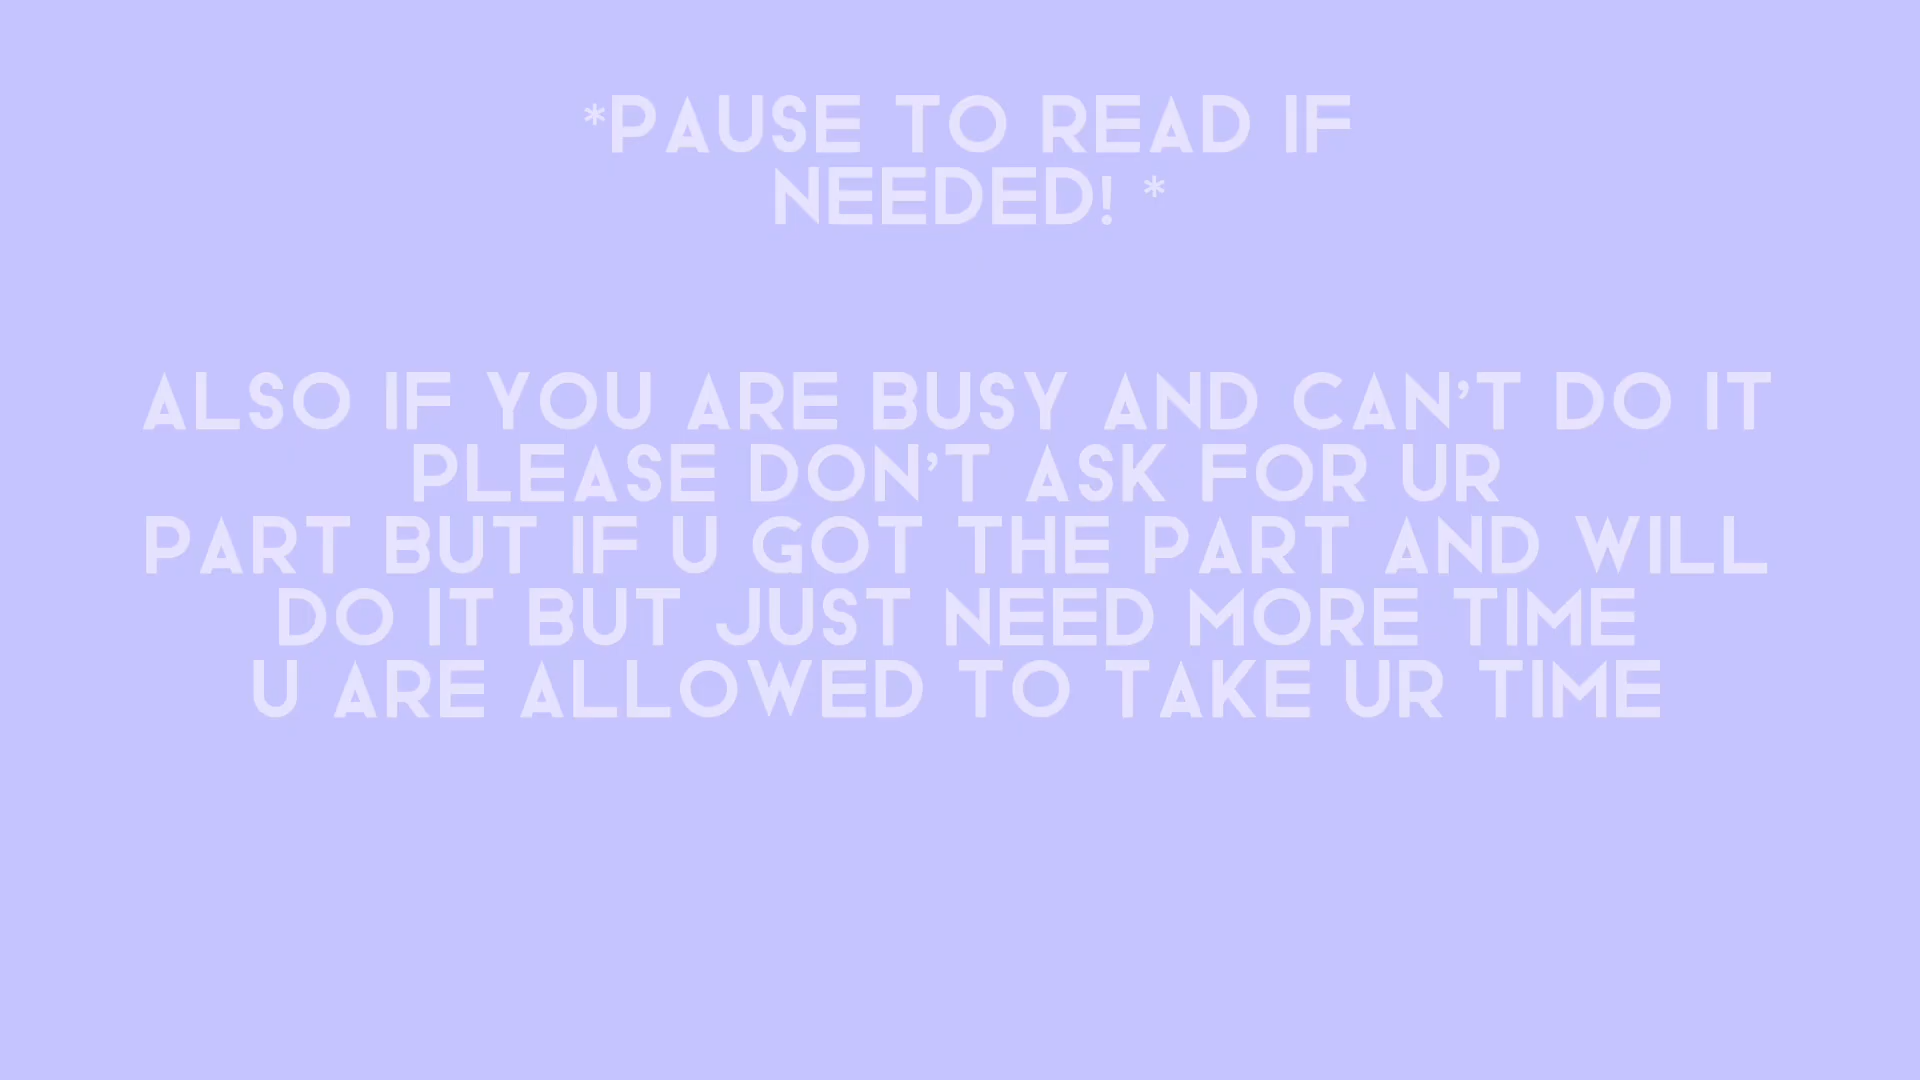 *PAUSE TO READ IF
NEEDED! *
ALSO IF YOU ARE BUSY AND CAN'T DO IT
PLEASE DON'T ASK FOR UR
PART BUT IF U GOT THE PART AND WILL
DO IT BUT JUST NEED MORE TIME
U ARE ALLOWED TO TAKE UR TIME